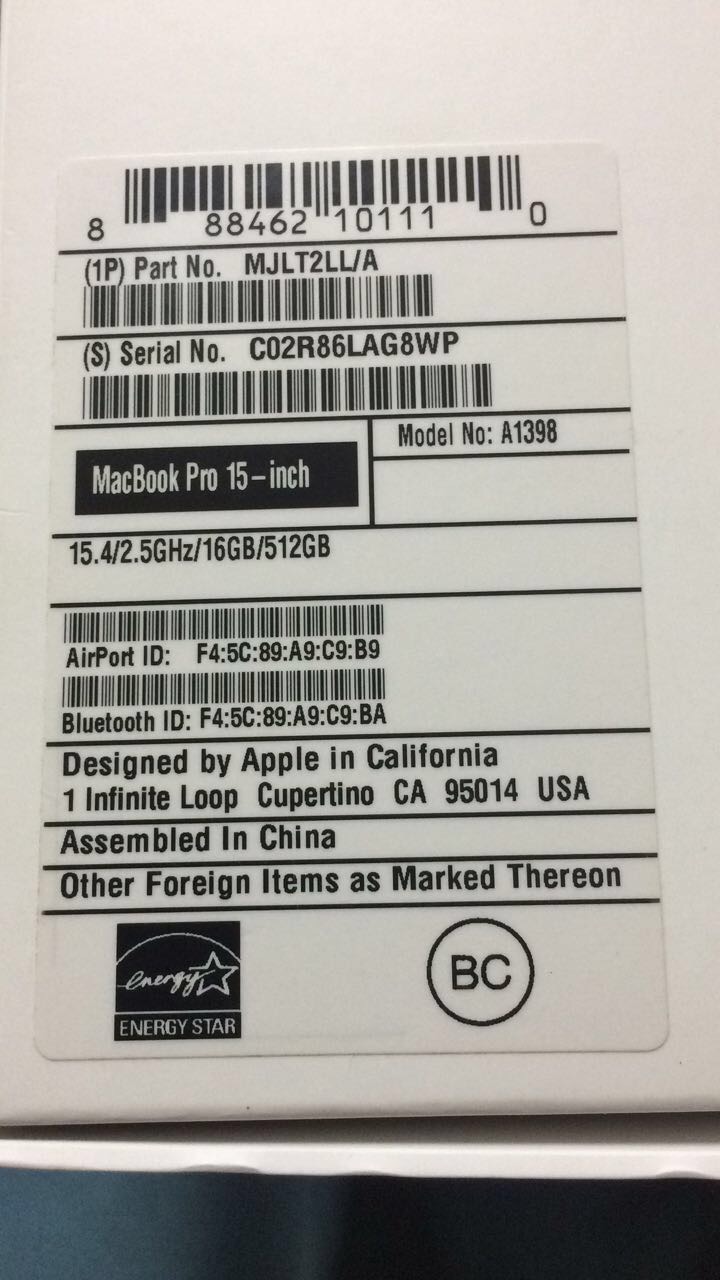 8 88462 10111 0
(1P) Part No. MJLT2LL/A
(S) Serial No. C02R86LAG8WP
Model No: A1398
MacBook Pro 15-inch
15.4/2.5GHz/16GB/512GB
AirPort ID: F4:5C:89:A9:C9:B9
Bluetooth ID: F4:5C:89:A9:C9:BA
Designed by Apple in California
1 Infinite Loop Cupertino CA 95014 USA
Assembled In China
Other Foreign Items as Marked Thereon
energy
ENERGY STAR
BC